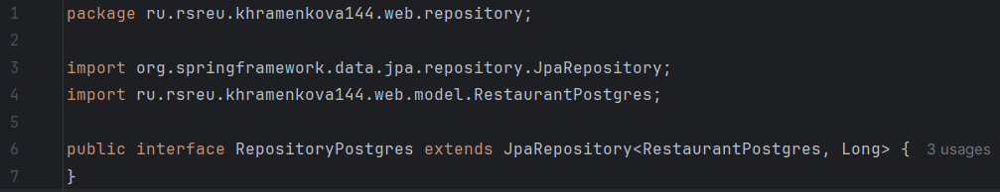 1 package ru.rsreu.khramenkova144.web.repository;
2
3 import org.springframework.data.jpa.repository.JpaRepository;
4 import ru.rsreu.khramenkova144.web.model.RestaurantPostgres;
5
6 public interface RepositoryPostgres extends JpaRepository<RestaurantPostgres, Long> { 3 usages
7 }